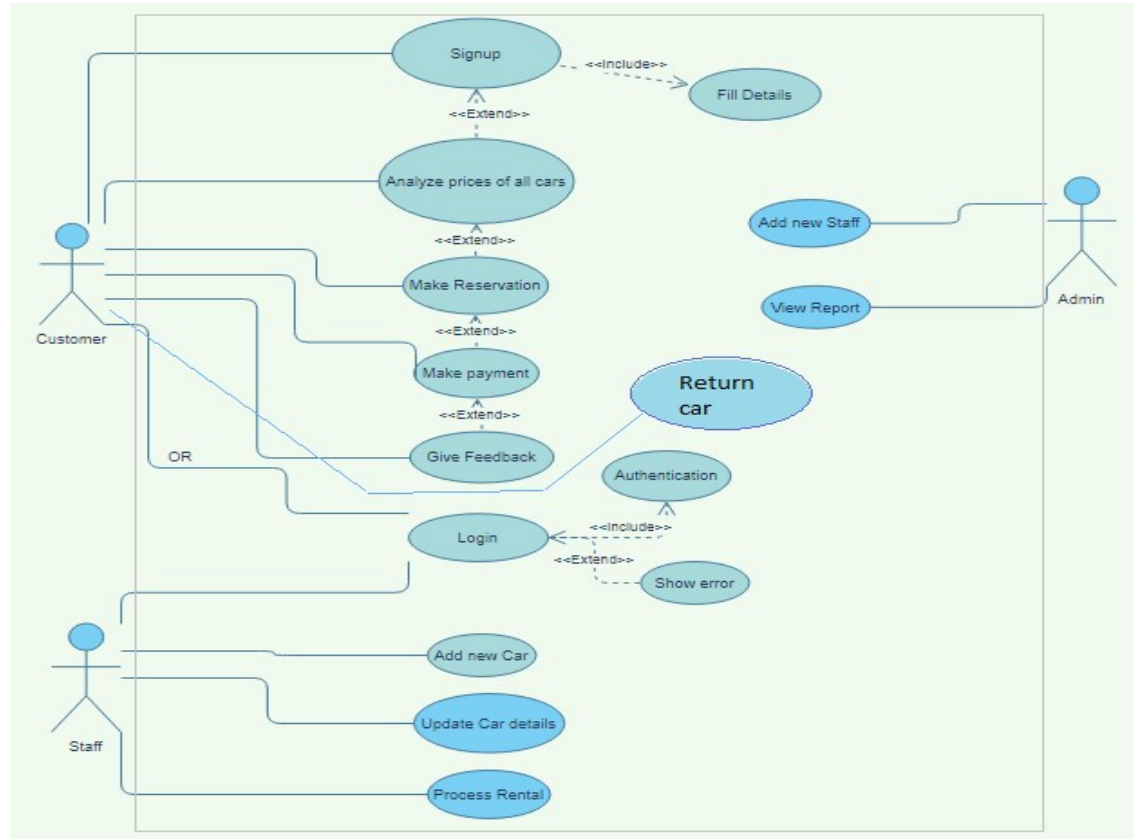 Signup
<<Include>>
Fill Details
<<Extend>>
Analyze prices of all cars
Add new Staff
<<Extend>>
Make Reservation
Admin
View Report
Customer
<<Extend>>
Make payment
Return
car
<<Extend>>
OR
Give Feedback
Authentication
<<Include>>
Login
<<Extend>>
Show error
Add new Car
Update Car details
Staff
Process Rental